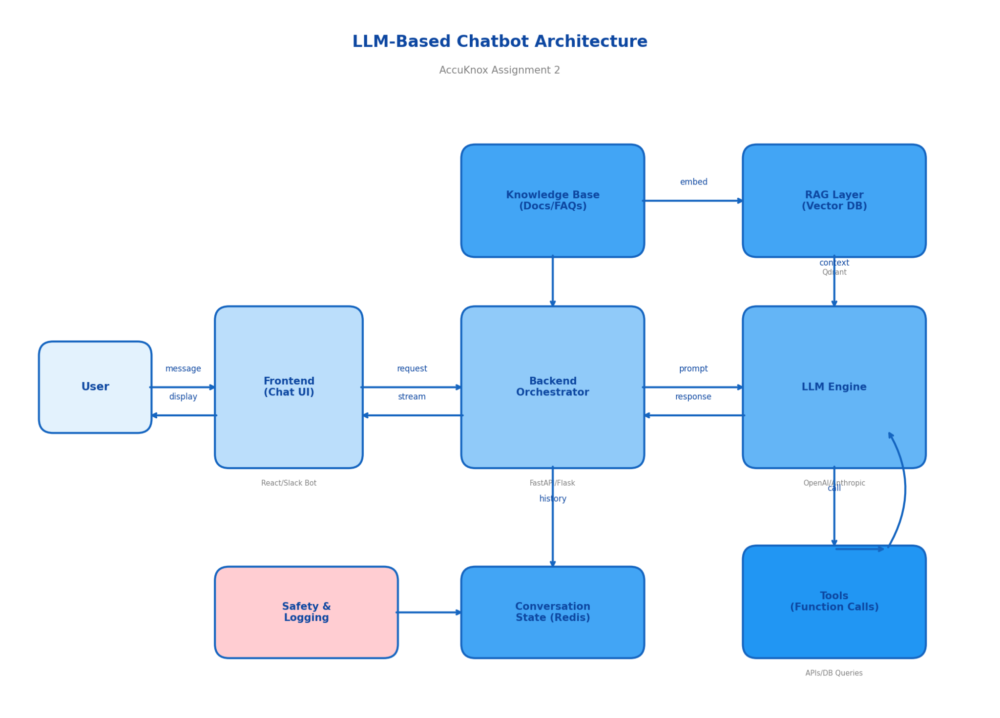 LLM-Based Chatbot Architecture
AccuKnox Assignment 2
Knowledge Base
(Docs/FAQs)
embed
RAG Layer
(Vector DB)
context
Qdrant
User
message
display
Frontend
(Chat UI)
React/Slack Bot
request
stream
Backend
Orchestrator
FastAPI/Flask
prompt
response
LLM Engine
OpenAI/Anthropic
call
history
Safety &
Logging
Conversation
State (Redis)
Tools
(Function Calls)
APIs/DB Queries